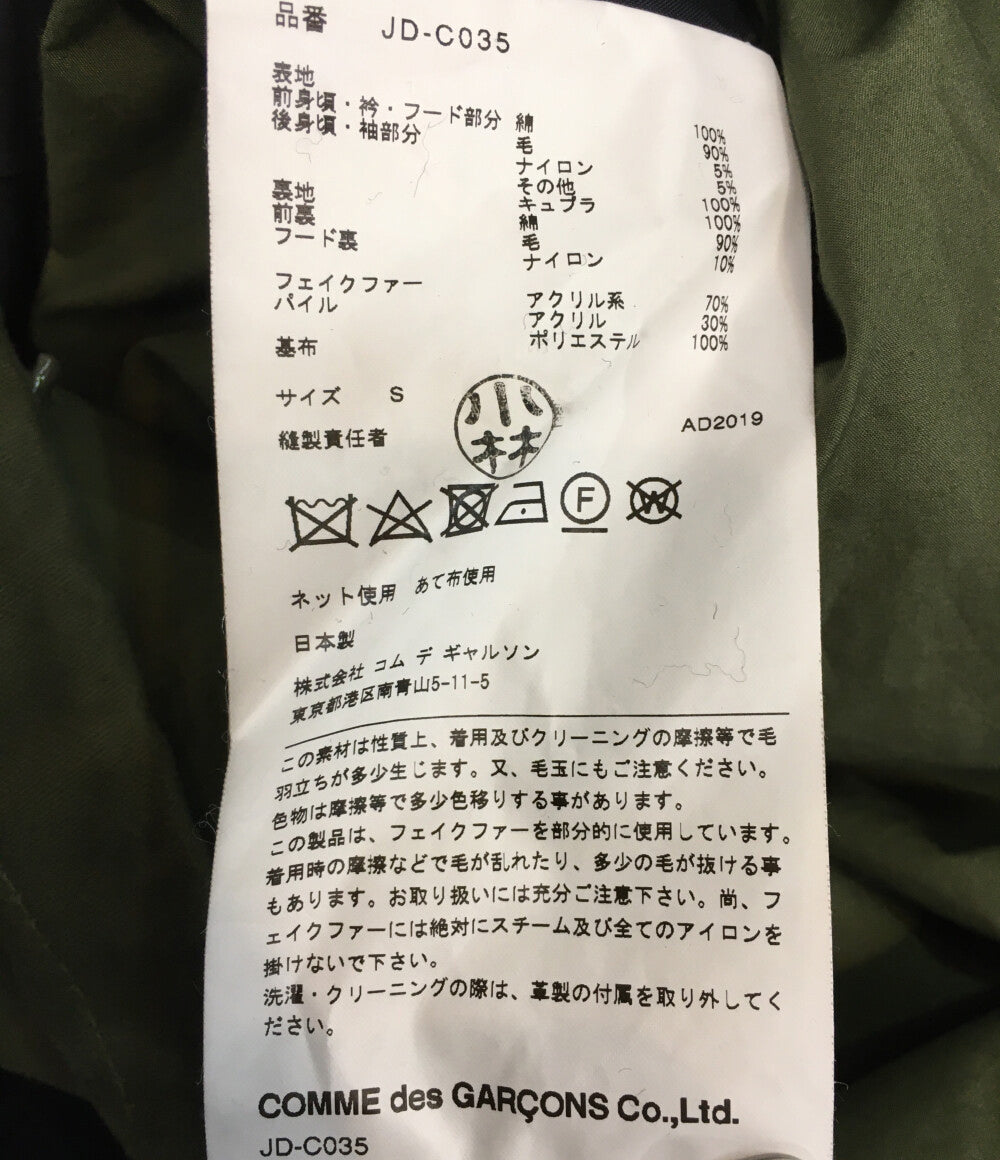 品番 JD-C035
表地
前身頃・衿・フード部分 綿 100%
後身頃・袖部分 毛 90%
ナイロン 5%
その他 5%
裏地 キュプラ 100%
前裏 綿 100%
フード裏 毛 90%
ナイロン 10%
フェイクファー
パイル アクリル系 70%
アクリル 30%
基布 ポリエステル 100%
サイズ S
小林
縫製責任者 AD2019
F W
ネット使用 あて布使用
日本製
株式会社 コム デ ギャルソン
東京都港区南青山5-11-5
この素材は性質上、着用及びクリーニングの摩擦等で毛
羽立ちが多少生じます。又、毛玉にもご注意ください。
色物は摩擦等で多少色移りする事があります。
この製品は、フェイクファーを部分的に使用しています。
着用時の摩擦などで毛が乱れたり、多少の毛が抜ける事
もあります。お取り扱いには充分ご注意下さい。尚、フ
ェイクファーには絶対にスチーム及び全てのアイロンを
掛けないで下さい。
洗濯・クリーニングの際は、革製の付属を取り外してく
ださい。
COMME des GARÇONS Co.,Ltd.
JD-C035